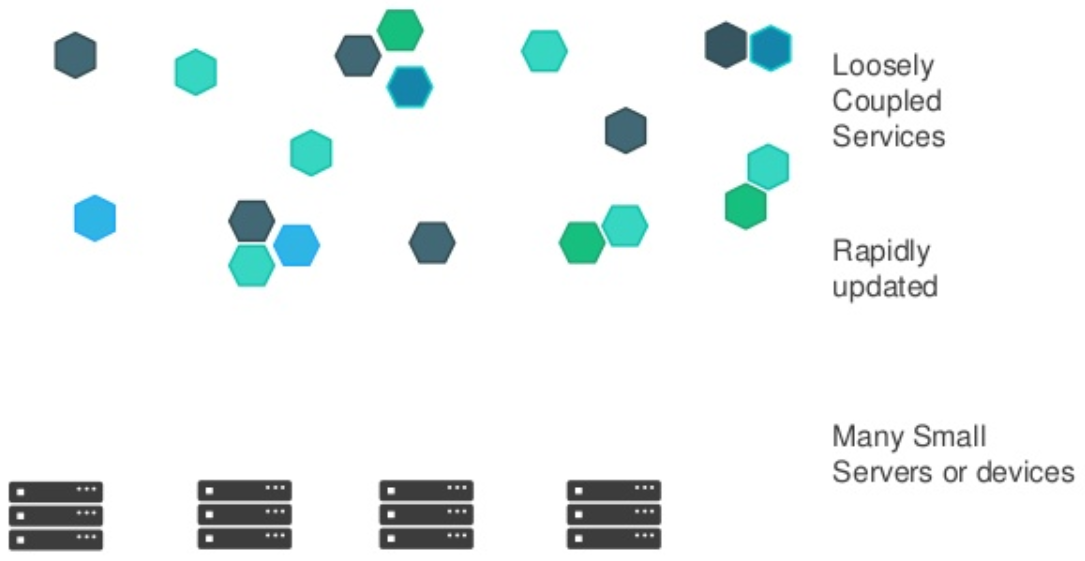 Loosely
Coupled
Services
Rapidly
updated
Many Small
Servers or devices